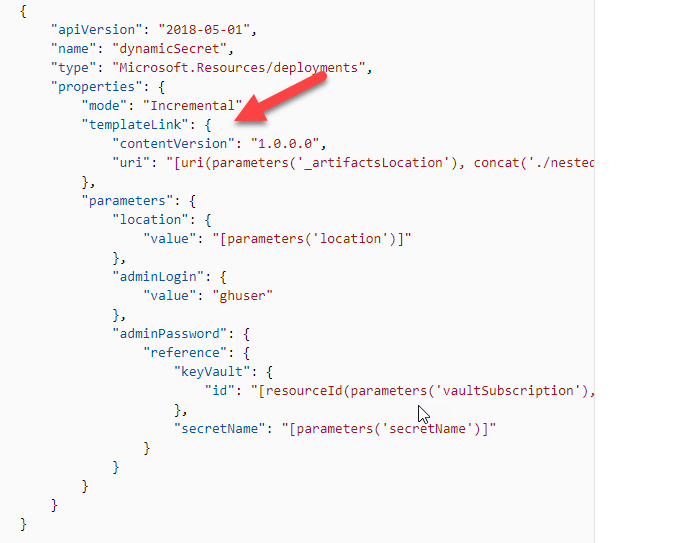 {
"apiVersion": "2018-05-01",
"name": "dynamicSecret",
"type": "Microsoft.Resources/deployments",
"properties": {
"mode": "Incremental"
"templateLink": {
"contentVersion": "1.0.0.0",
"uri": "[uri(parameters('_artifactsLocation'), concat('./nested
},
"parameters": {
"location": {
"value": "[parameters('location')]"
},
"adminLogin": {
"value": "ghuser"
},
"adminPassword": {
"reference": {
"keyVault": {
"id": "[resourceId(parameters('vaultSubscription'),
},
"secretName": "[parameters('secretName')]"
}
}
}
}
}